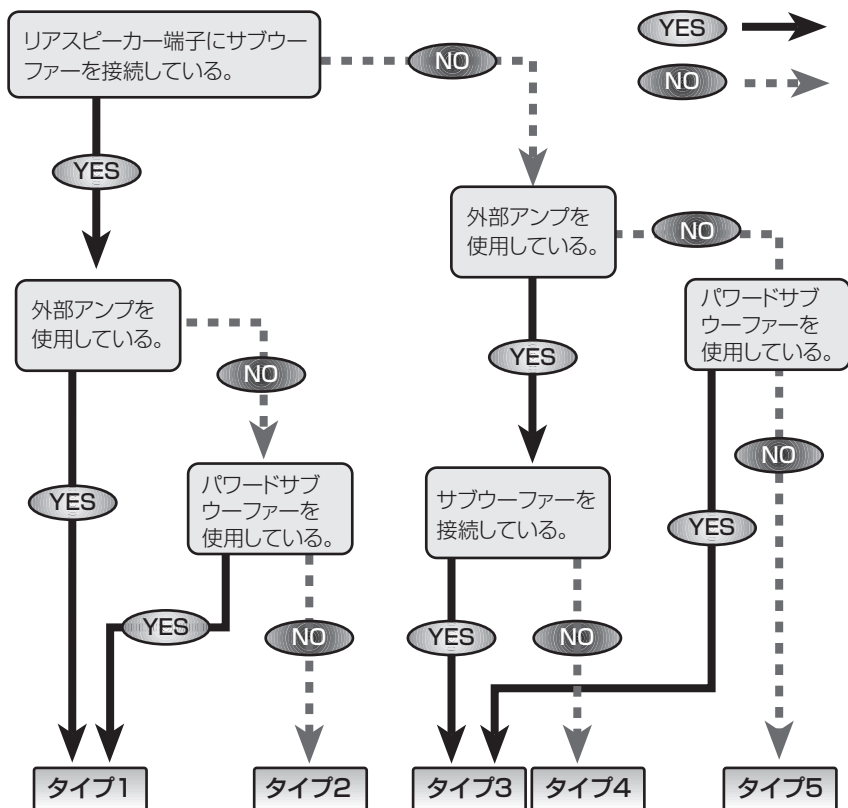 リアスピーカー端子にサブウー
ファーを接続している。
NO
YES
NO
YES
外部アンプを
使用している。
NO
外部アンプを
使用している。
パワードサブ
ウーファーを
使用している。
NO
YES
NO
YES
パワードサブ
ウーファーを
使用している。
サブウーファーを
接続している。
YES
YES
NO
YES
NO
タイプ1
タイプ2
タイプ3
タイプ4
タイプ5